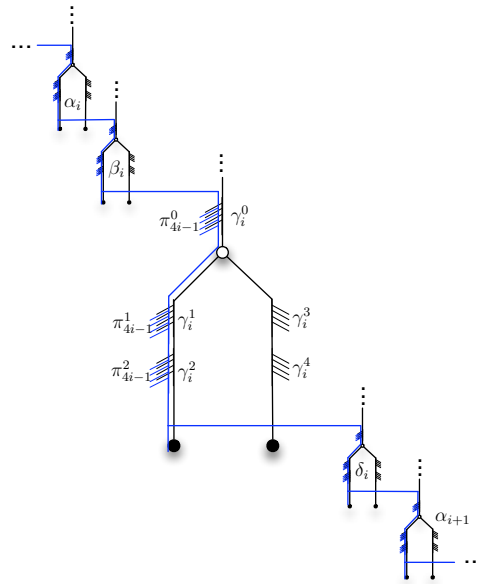 α_i
β_i
π^0_{4i−1} γ^0_i
π^1_{4i−1} γ^1_i γ^3_i
π^2_{4i−1} γ^2_i γ^4_i
δ_i
α_{i+1}